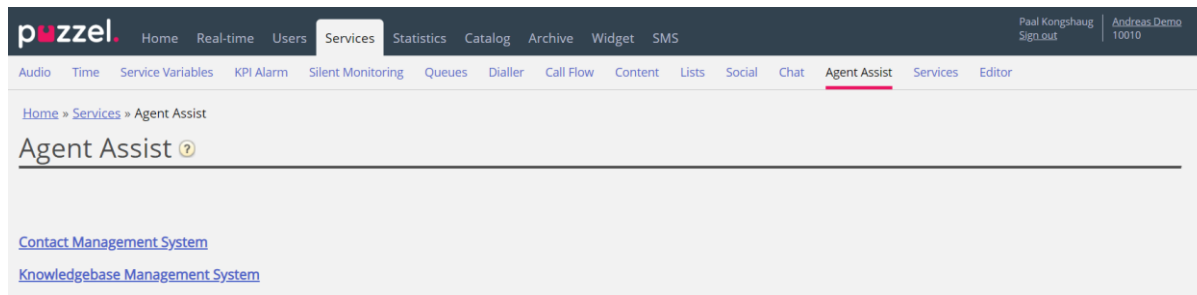 puzzel. Home Real-time Users Services Statistics Catalog Archive Widget SMS Paal Kongshaug Andreas Demo
Sign out 10010
Audio Time Service Variables KPI Alarm Silent Monitoring Queues Dialler Call Flow Content Lists Social Chat Agent Assist Services Editor
Home » Services » Agent Assist
Agent Assist ?
Contact Management System
Knowledgebase Management System